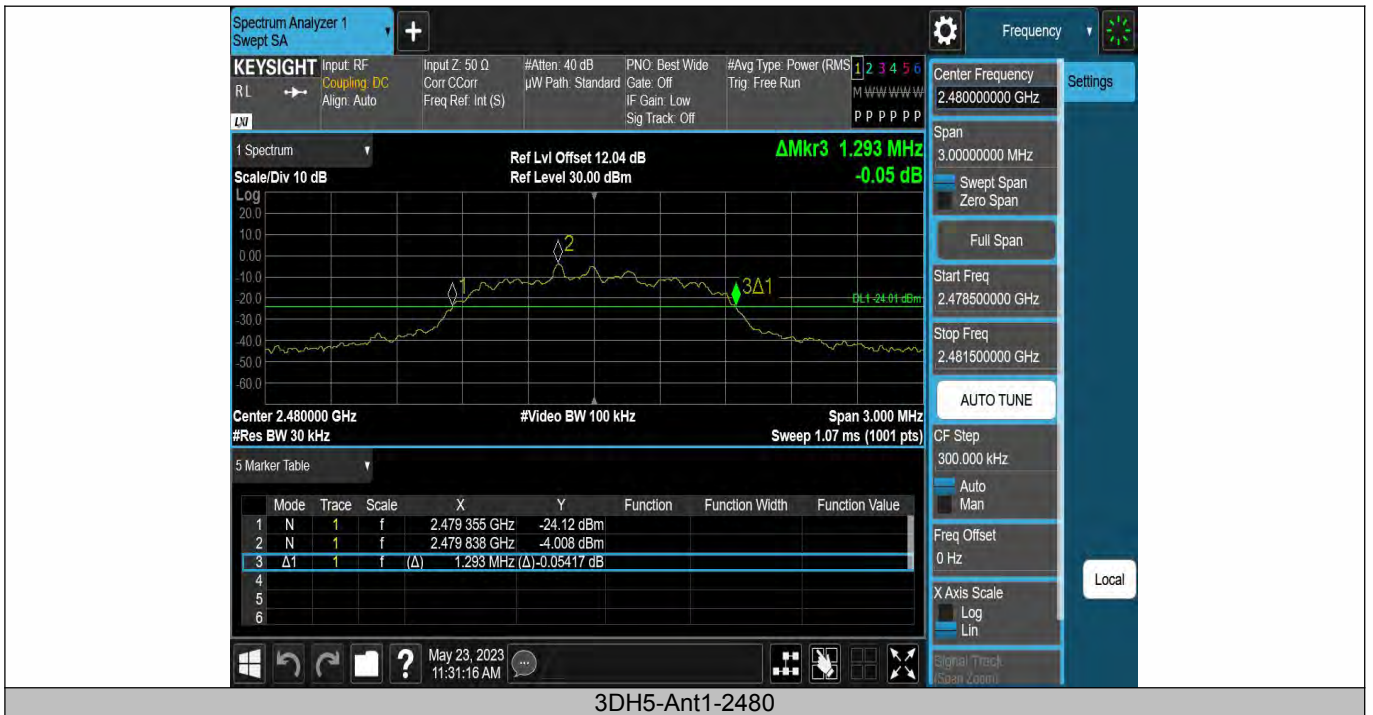 Spectrum Analyzer 1
Swept SA
+
Frequency
KEYSIGHT
RL
LXI
Input: RF
Coupling: DC
Align: Auto
Input Z: 50 Ω
Corr CCorr
Freq Ref: Int (S)
#Atten: 40 dB
µW Path: Standard
PNO: Best Wide
Gate: Off
IF Gain: Low
Sig Track: Off
#Avg Type: Power (RMS
Trig: Free Run
1 2 3 4 5 6
M W W W W W
P P P P P P
Center Frequency
2.480000000 GHz
Settings
Span
3.00000000 MHz
Swept Span
Zero Span
Full Span
Start Freq
2.478500000 GHz
Stop Freq
2.481500000 GHz
AUTO TUNE
CF Step
300.000 kHz
Auto
Man
Freq Offset
0 Hz
X Axis Scale
Log
Lin
Signal Track
(Span Zoom)
Local
1 Spectrum
Scale/Div 10 dB
Log
Ref Lvl Offset 12.04 dB
Ref Level 30.00 dBm
ΔMkr3 1.293 MHz
-0.05 dB
20.0
10.0
0.00
-10.0
-20.0
-30.0
-40.0
-50.0
-60.0
1
2
3Δ1
DL1 -24.01 dBm
Center 2.480000 GHz
#Res BW 30 kHz
#Video BW 100 kHz
Span 3.000 MHz
Sweep 1.07 ms (1001 pts)
5 Marker Table
Mode Trace Scale X Y Function Function Width Function Value
1 N 1 f 2.479 355 GHz -24.12 dBm
2 N 1 f 2.479 838 GHz -4.008 dBm
3 Δ1 1 f (Δ) 1.293 MHz (Δ)-0.05417 dB
4
5
6
?
May 23, 2023
11:31:16 AM
3DH5-Ant1-2480